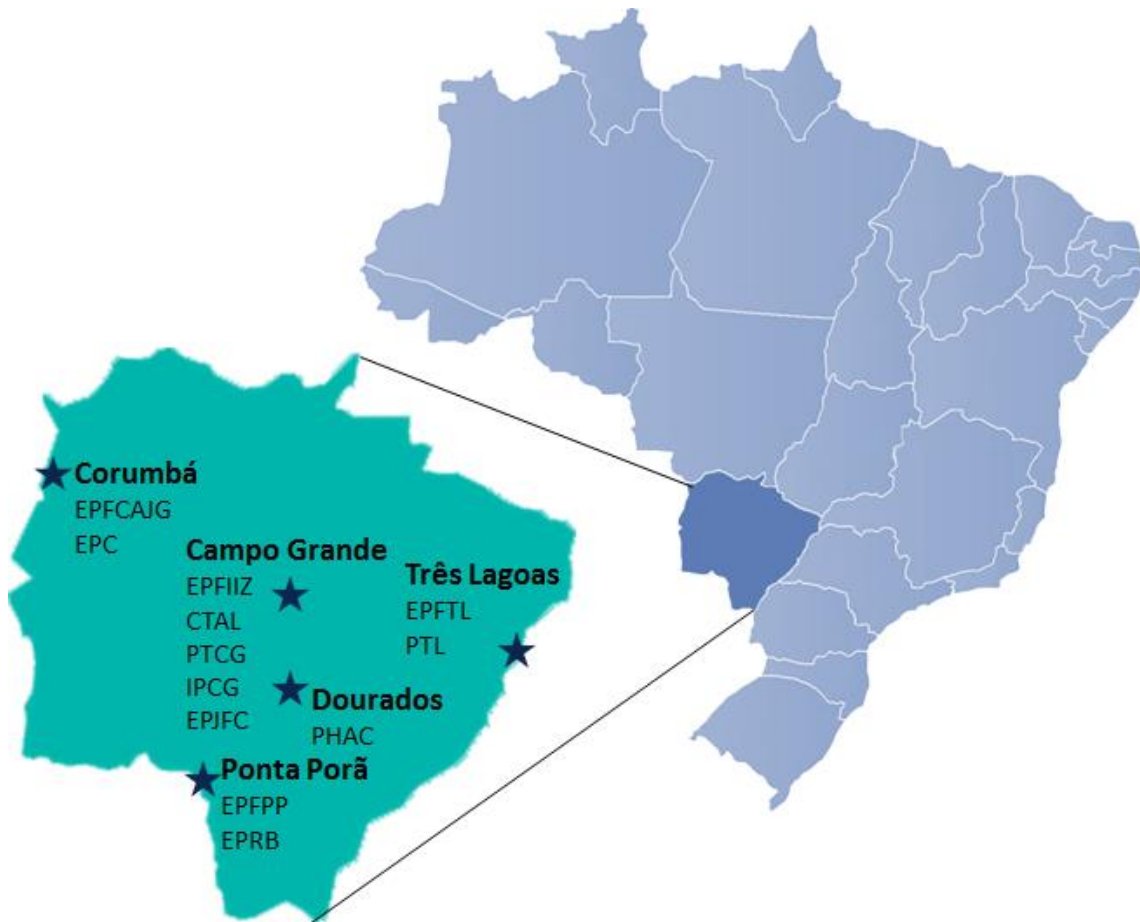 Corumbá
EPFCAJG
EPC
Campo Grande
EPFIIZ
CTAL
PTCG
IPCG
EPJFC
Três Lagoas
EPFTL
PTL
Dourados
PHAC
Ponta Porã
EPFPP
EPRB